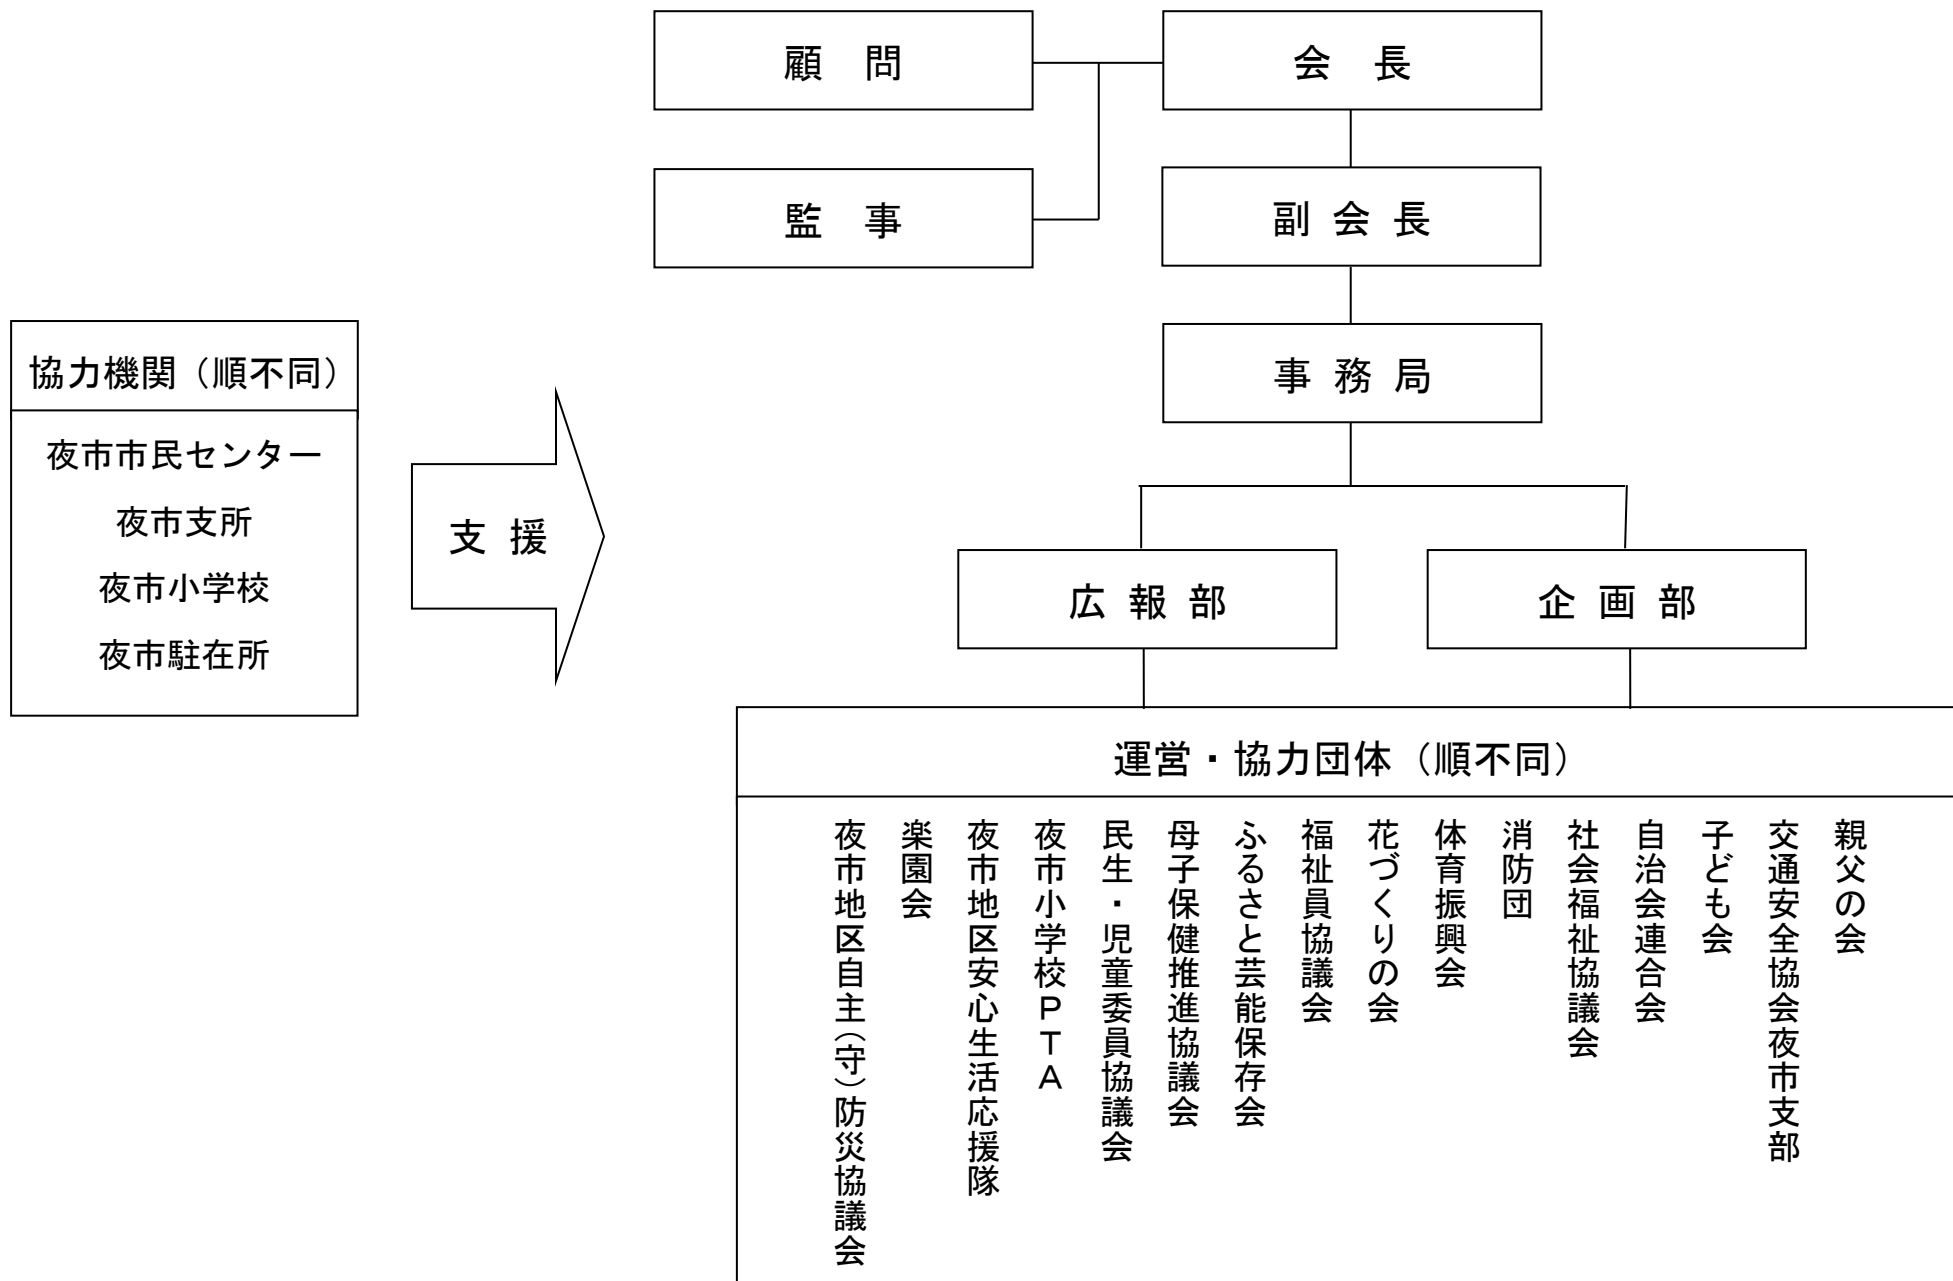 顧　問
会　長
監　事
副 会 長
事 務 局
協力機関（順不同）
夜市市民センター
夜市支所
夜市小学校
夜市駐在所
支 援
広 報 部
企 画 部
運営・協力団体（順不同）
親父の会
交通安全協会夜市支部
子ども会
自治会連合会
社会福祉協議会
消防団
体育振興会
花づくりの会
福祉員協議会
ふるさと芸能保存会
母子保健推進協議会
民生・児童委員協議会
夜市小学校ＰＴＡ
夜市地区安心生活応援隊
楽園会
夜市地区自主（守）防災協議会